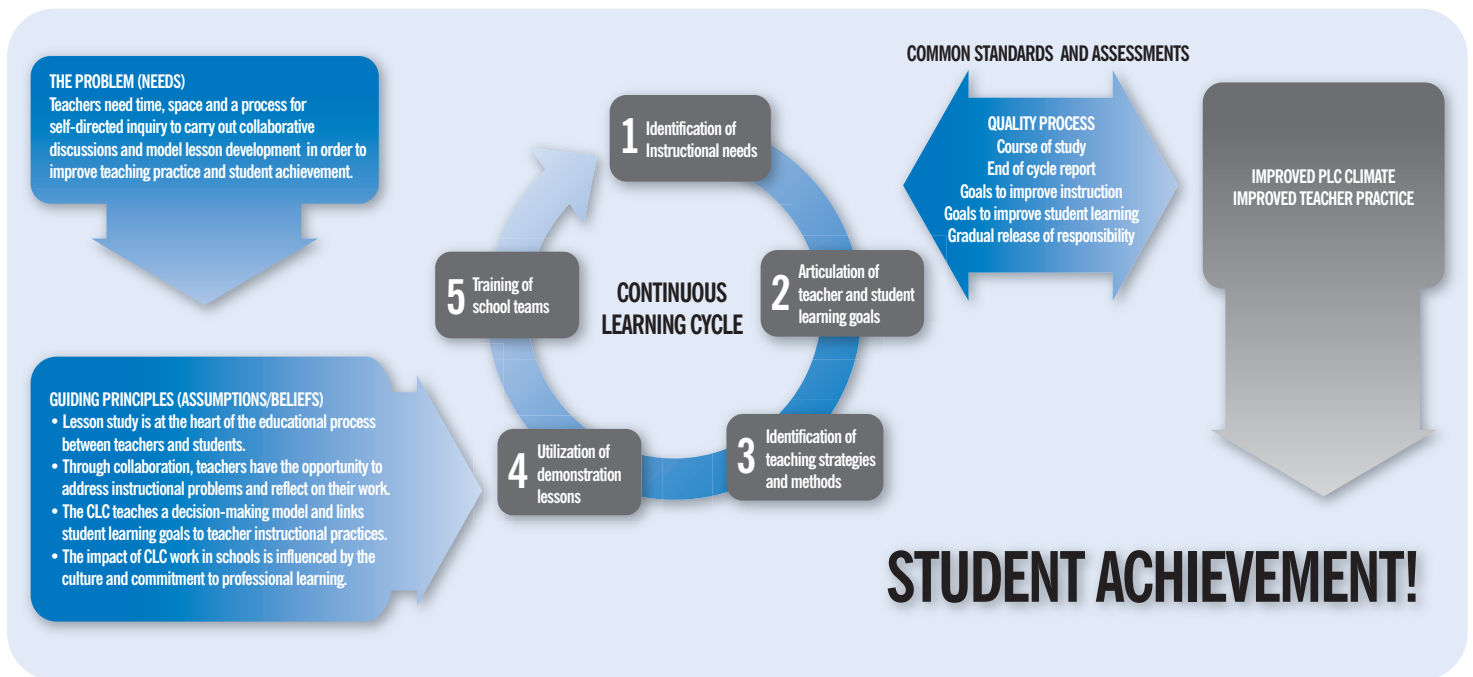 THE PROBLEM (NEEDS)
Teachers need time, space and a process for
self-directed inquiry to carry out collaborative
discussions and model lesson development in order to
improve teaching practice and student achievement.
GUIDING PRINCIPLES (ASSUMPTIONS/BELIEFS)
• Lesson study is at the heart of the educational process
between teachers and students.
• Through collaboration, teachers have the opportunity to
address instructional problems and reflect on their work.
• The CLC teaches a decision-making model and links
student learning goals to teacher instructional practices.
• The impact of CLC work in schools is influenced by the
culture and commitment to professional learning.
CONTINUOUS
LEARNING CYCLE
1 Identification of
Instructional needs
2 Articulation of
teacher and student
learning goals
3 Identification of
teaching strategies
and methods
4 Utilization of
demonstration
lessons
5 Training of
school teams
COMMON STANDARDS AND ASSESSMENTS
QUALITY PROCESS
Course of study
End of cycle report
Goals to improve instruction
Goals to improve student learning
Gradual release of responsibility
IMPROVED PLC CLIMATE
IMPROVED TEACHER PRACTICE
STUDENT ACHIEVEMENT!